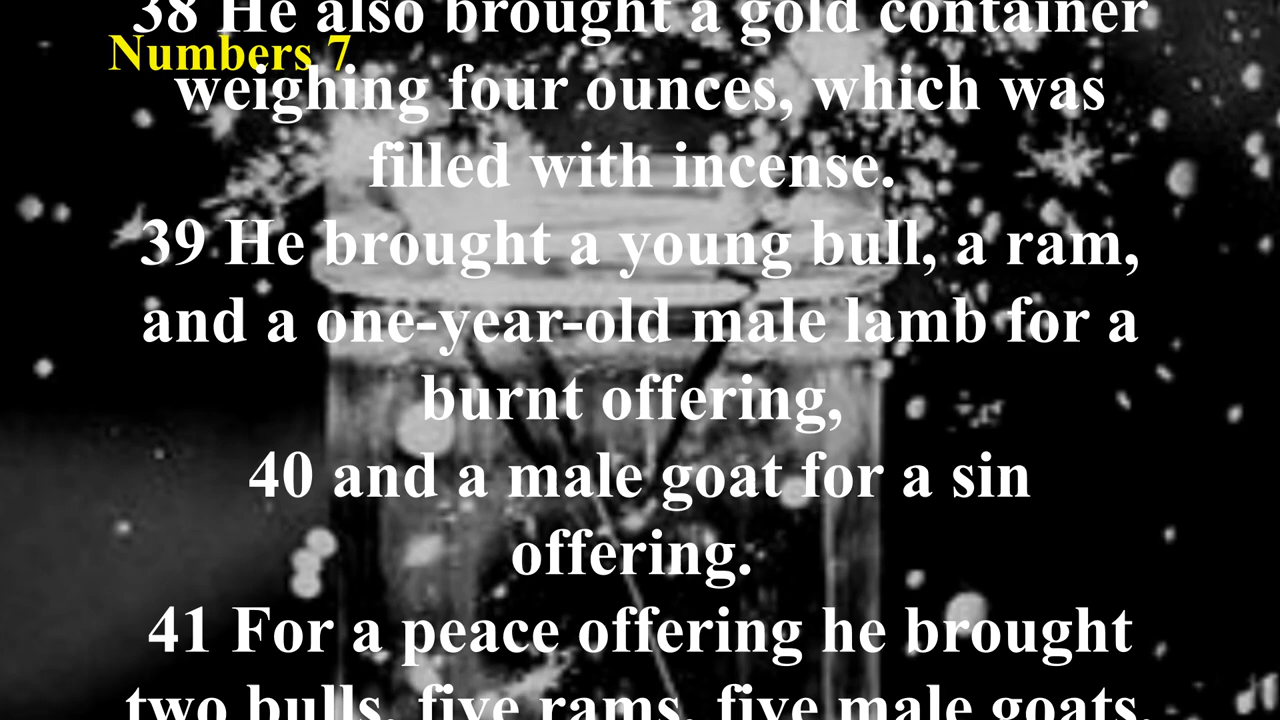 38 He also brought a gold container
Numbers 7
weighing four ounces, which was
filled with incense.
39 He brought a young bull, a ram,
and a one-year-old male lamb for a
burnt offering,
40 and a male goat for a sin
offering.
41 For a peace offering he brought
two bulls, five rams, five male goats,